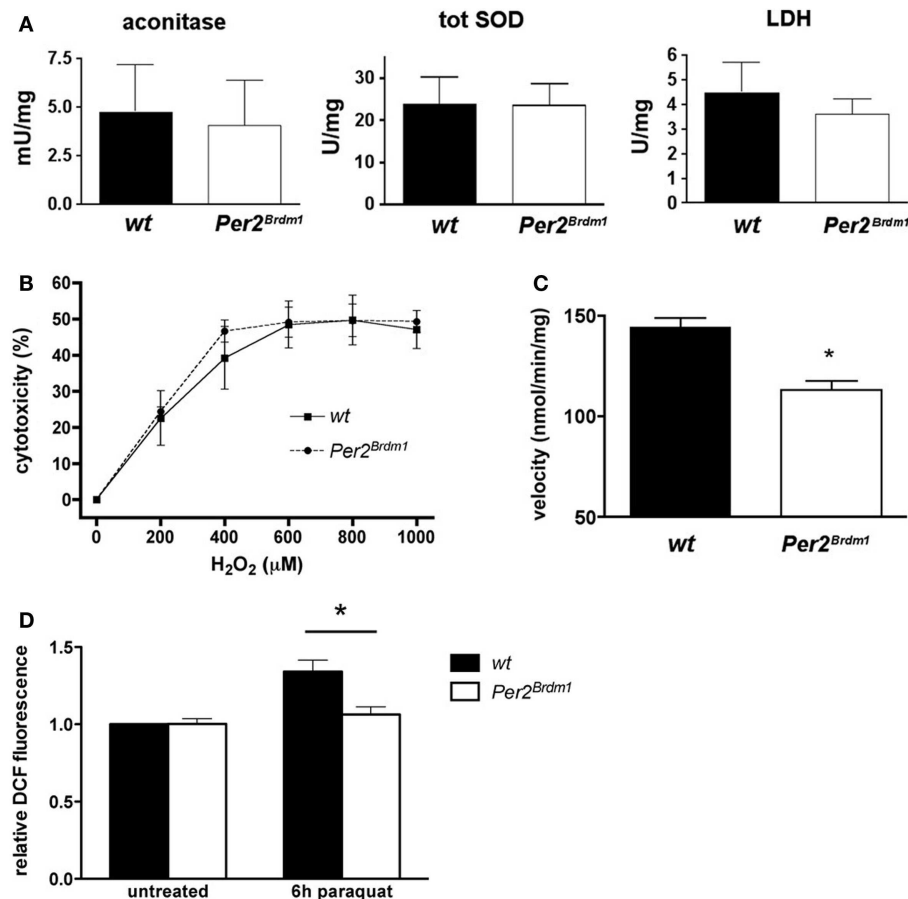 A
aconitase
tot SOD
LDH
mU/mg
7.5
5.0
2.5
0.0
wt
Per2Brdm1
U/mg
30
20
10
0
wt
Per2Brdm1
U/mg
6
5
4
3
2
1
0
wt
Per2Brdm1
B
cytotoxicity (%)
60
50
40
30
20
10
0
wt
Per2Brdm1
0 200 400 600 800 1000
H2O2 (μM)
C
velocity (nmol/min/mg)
150
100
50
*
wt
Per2Brdm1
D
relative DCF fluorescence
1.5
1.0
0.5
0.0
*
wt
Per2Brdm1
untreated
6h paraquat